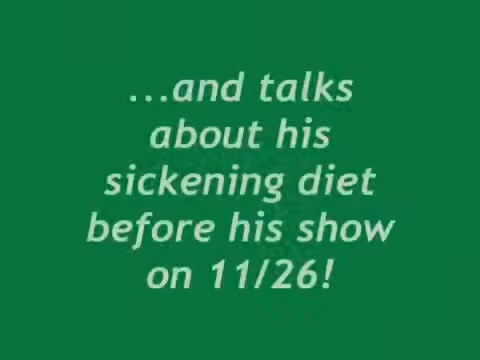 ...and talks
about his
sickening diet
before his show
on 11/26!